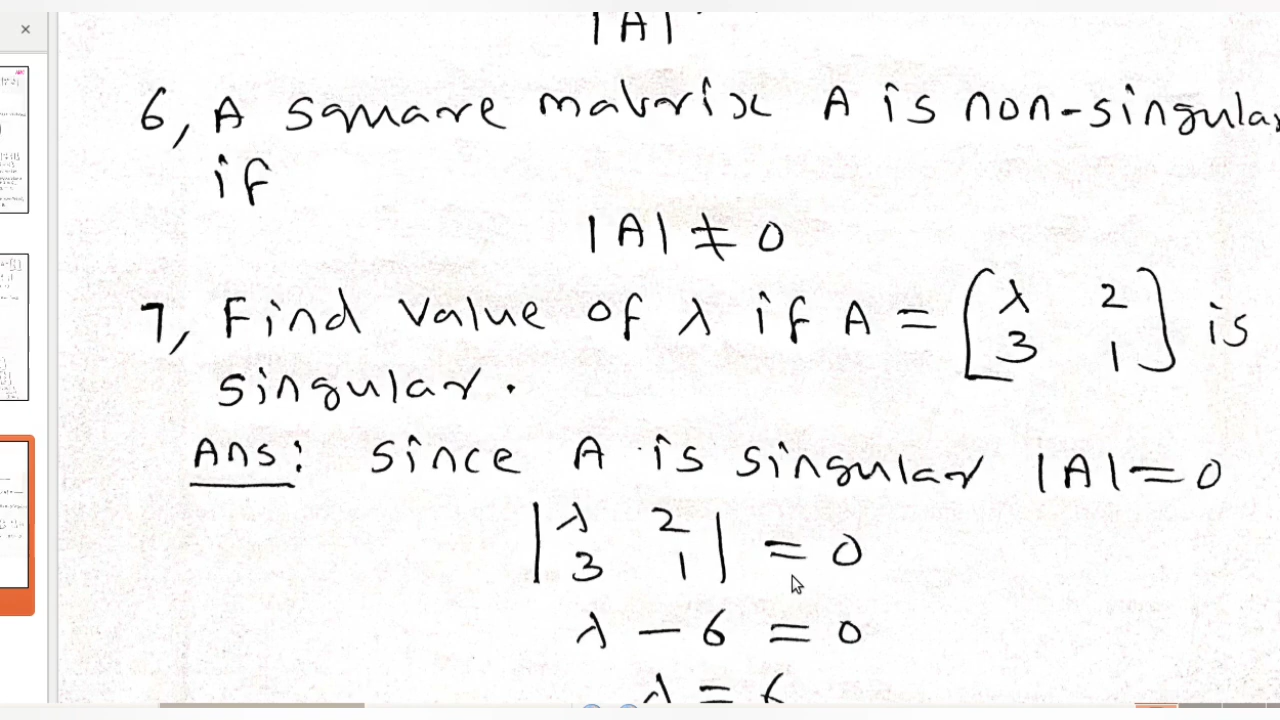 |A|
6, A square matrix A is non-singular
if
|A| ≠ 0
7, Find value of λ if A = [λ 2
3 1] is
singular.
Ans: since A is singular |A| = 0
|λ 2
3 1| = 0
λ - 6 = 0
λ = 6